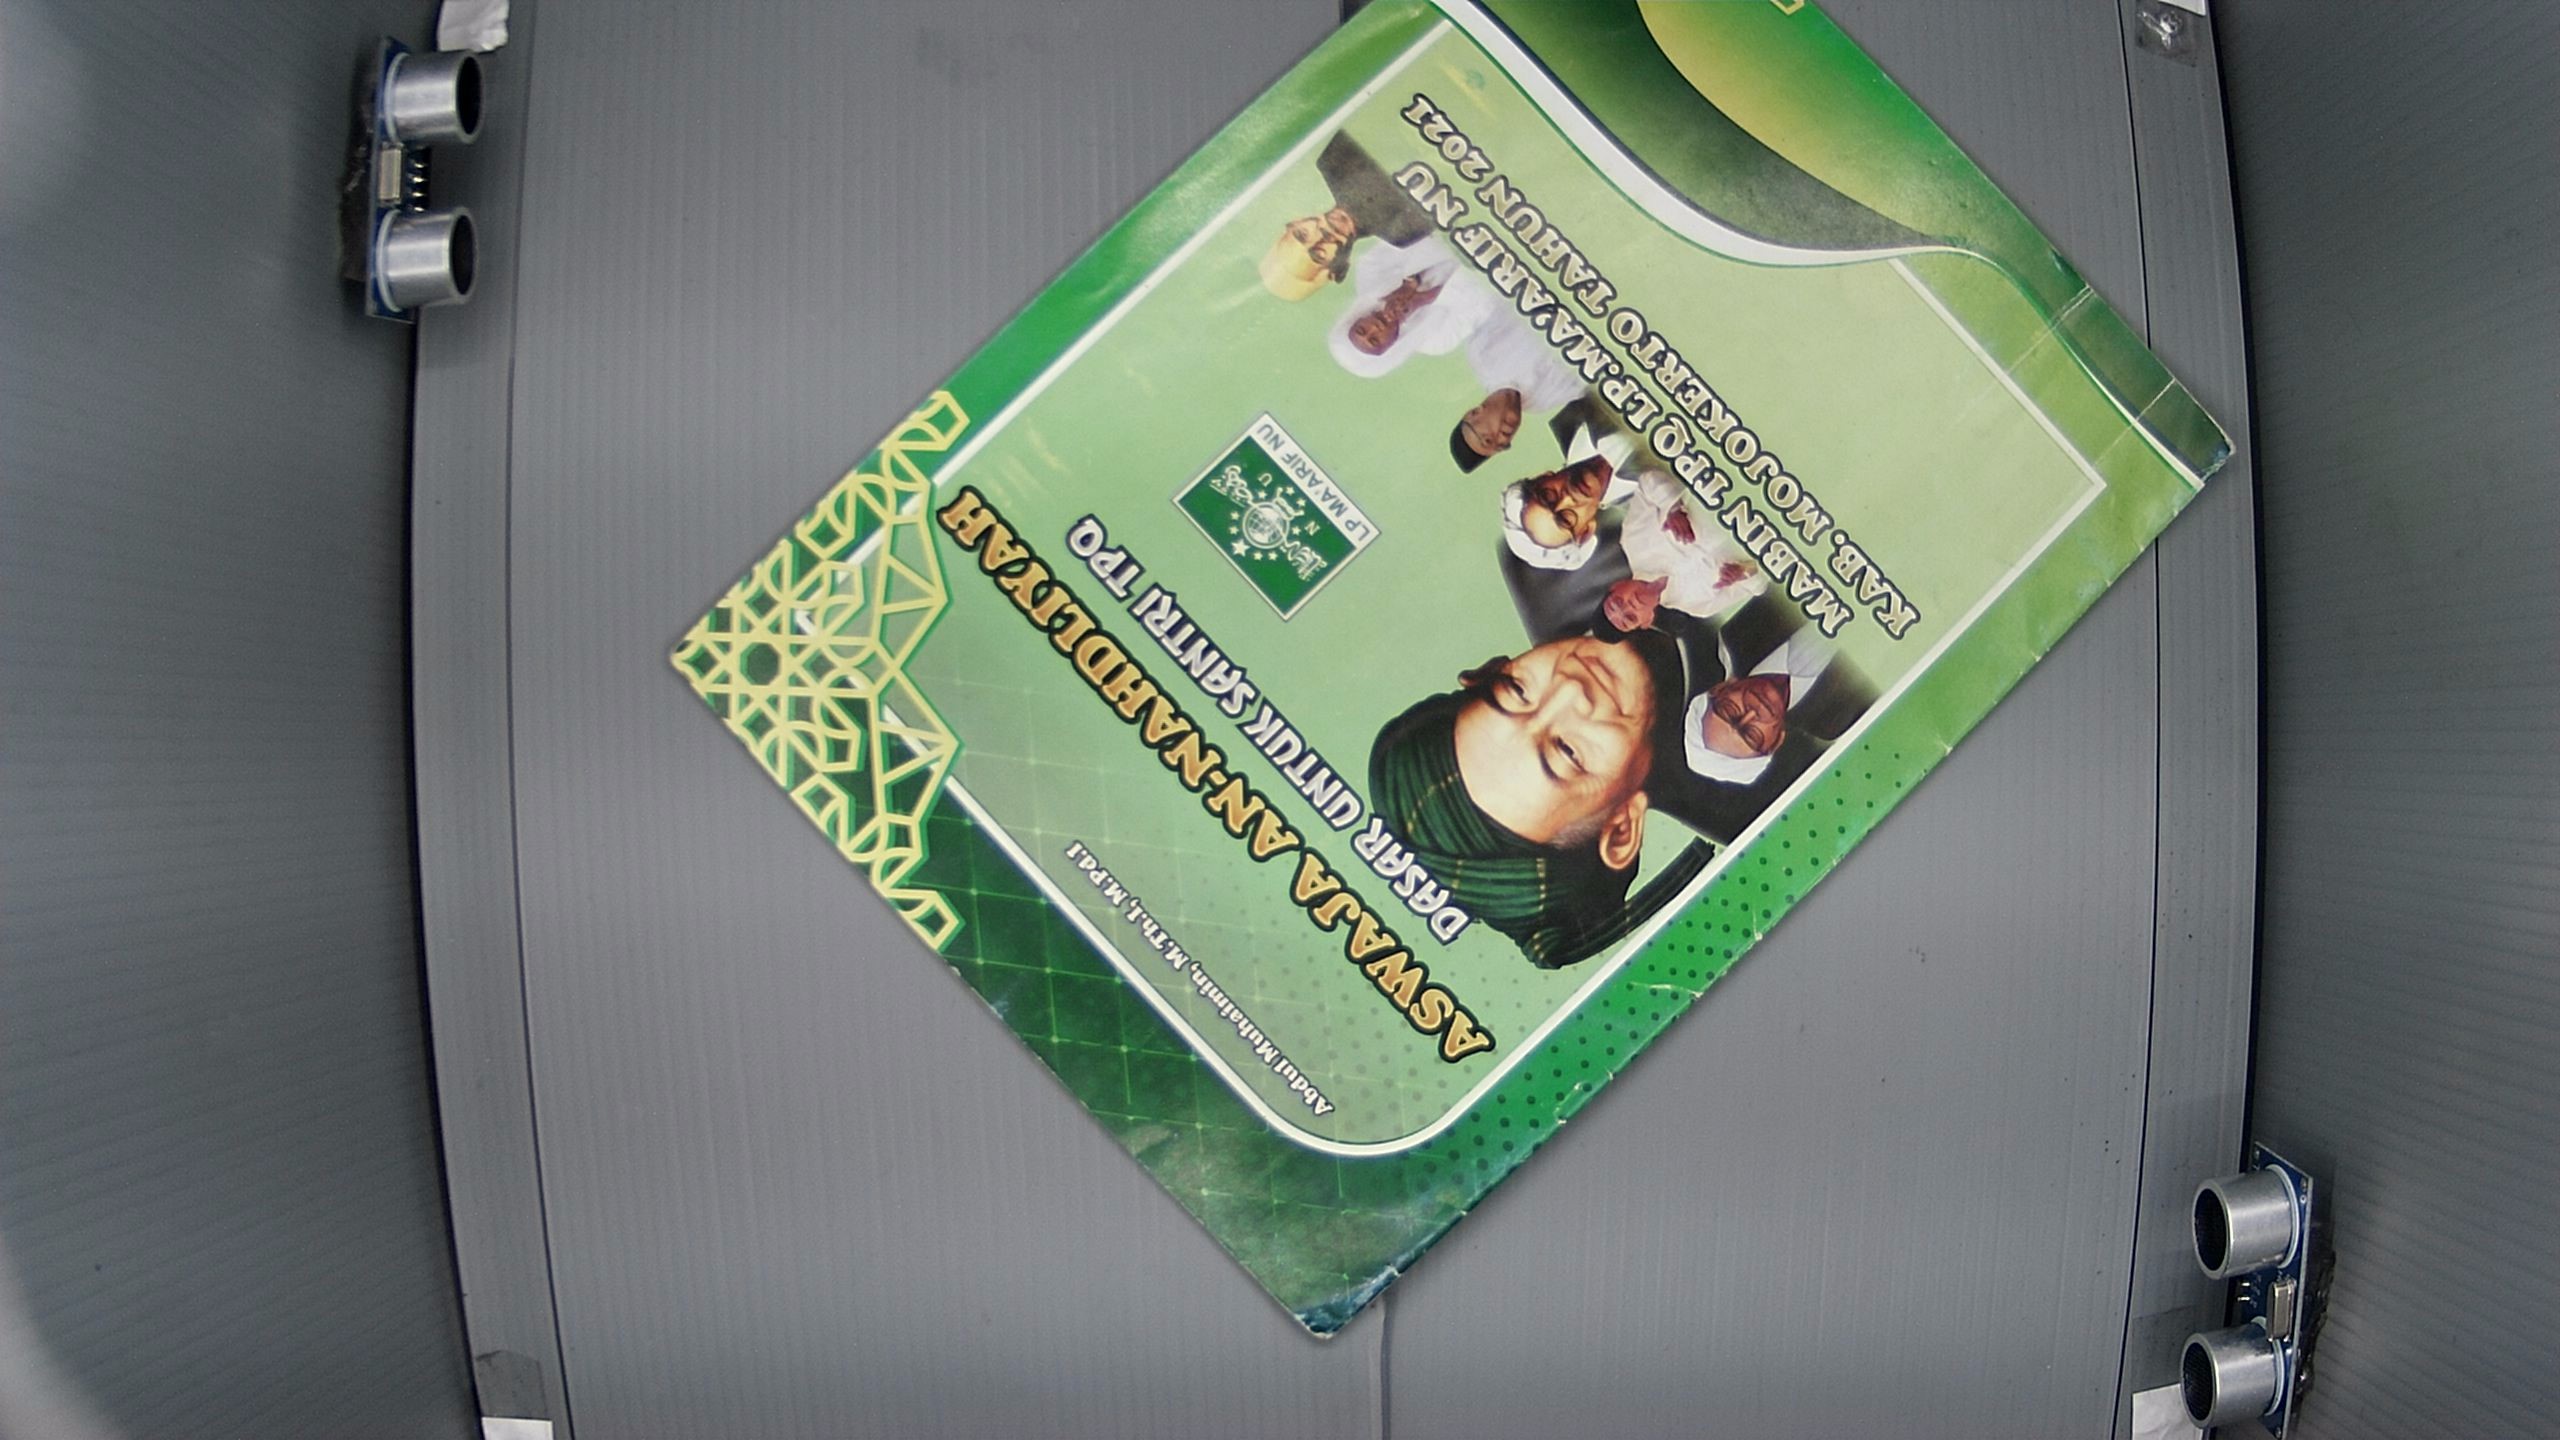 Abdul Muhaimin, M.Th.I, M.Pd.I
ASWAJA AN-NAHDLIYAH
DASAR UNTUK SANTRI TPQ
N U
LP MA'ARIF NU
MABIN TPQ LP.MA'ARIF NU
KAB. MOJOKERTO TAHUN 2021